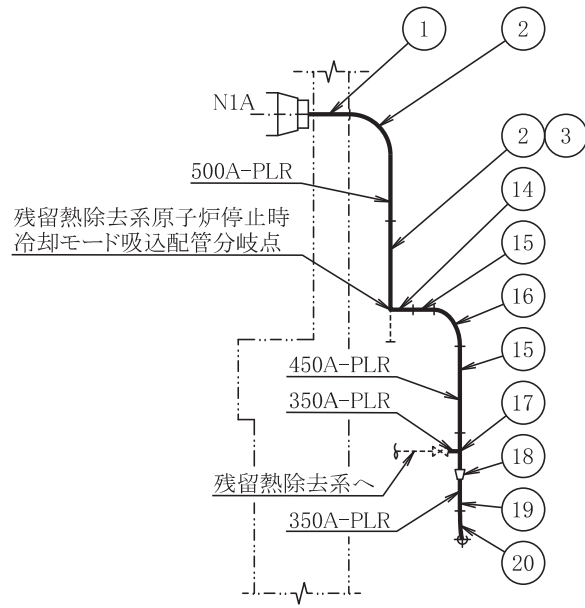 1
2
N1A
2
3
500A-PLR
14
残留熱除去系原子炉停止時
冷却モード吸込配管分岐点
15
16
15
450A-PLR
350A-PLR
17
18
残留熱除去系へ
19
350A-PLR
20